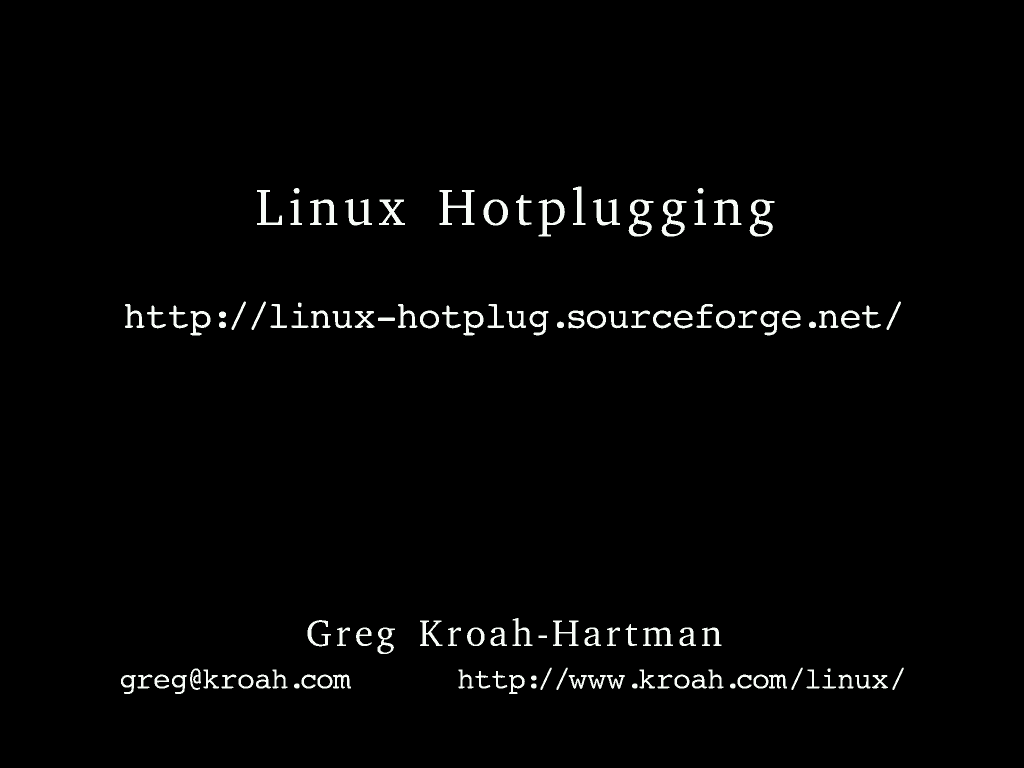 Linux Hotplugging
http://linux-hotplug.sourceforge.net/
Greg Kroah-Hartman
greg@kroah.com http://www.kroah.com/linux/